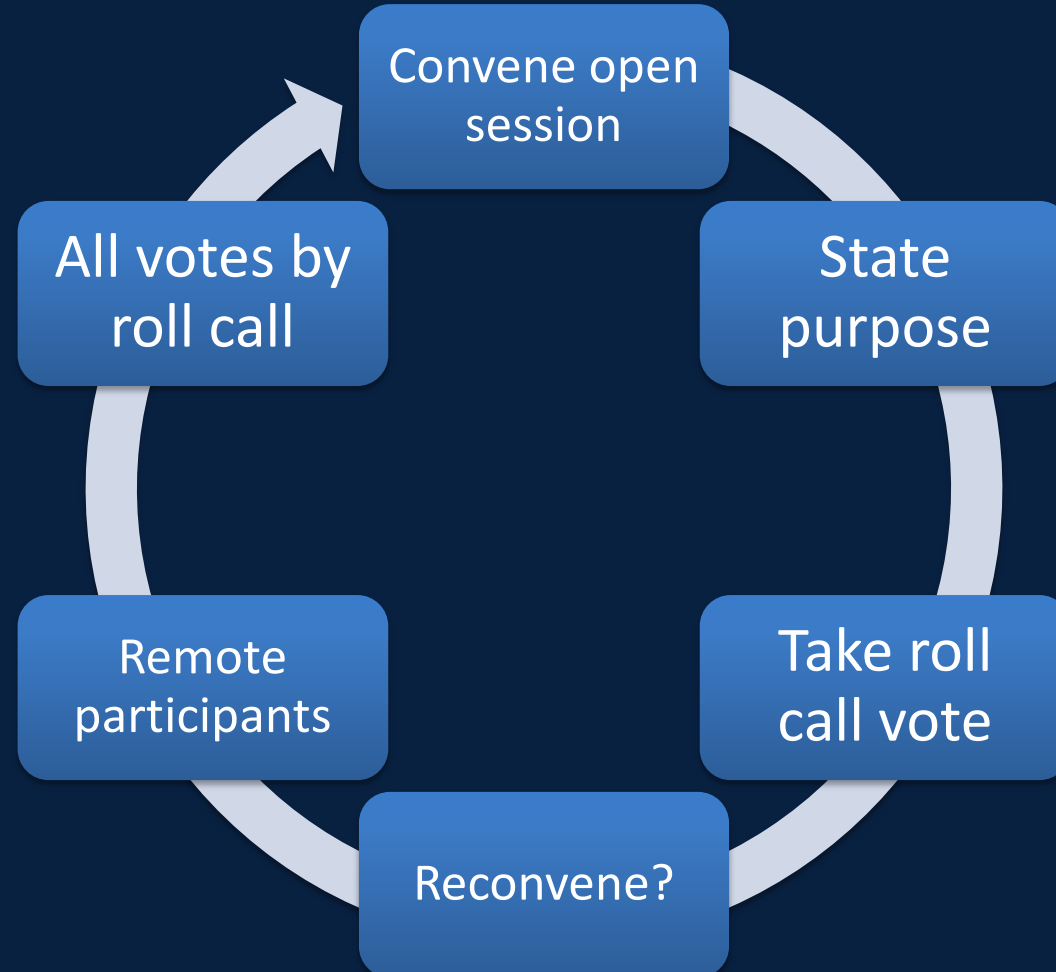 Convene open
session
State
purpose
Take roll
call vote
Reconvene?
Remote
participants
All votes by
roll call